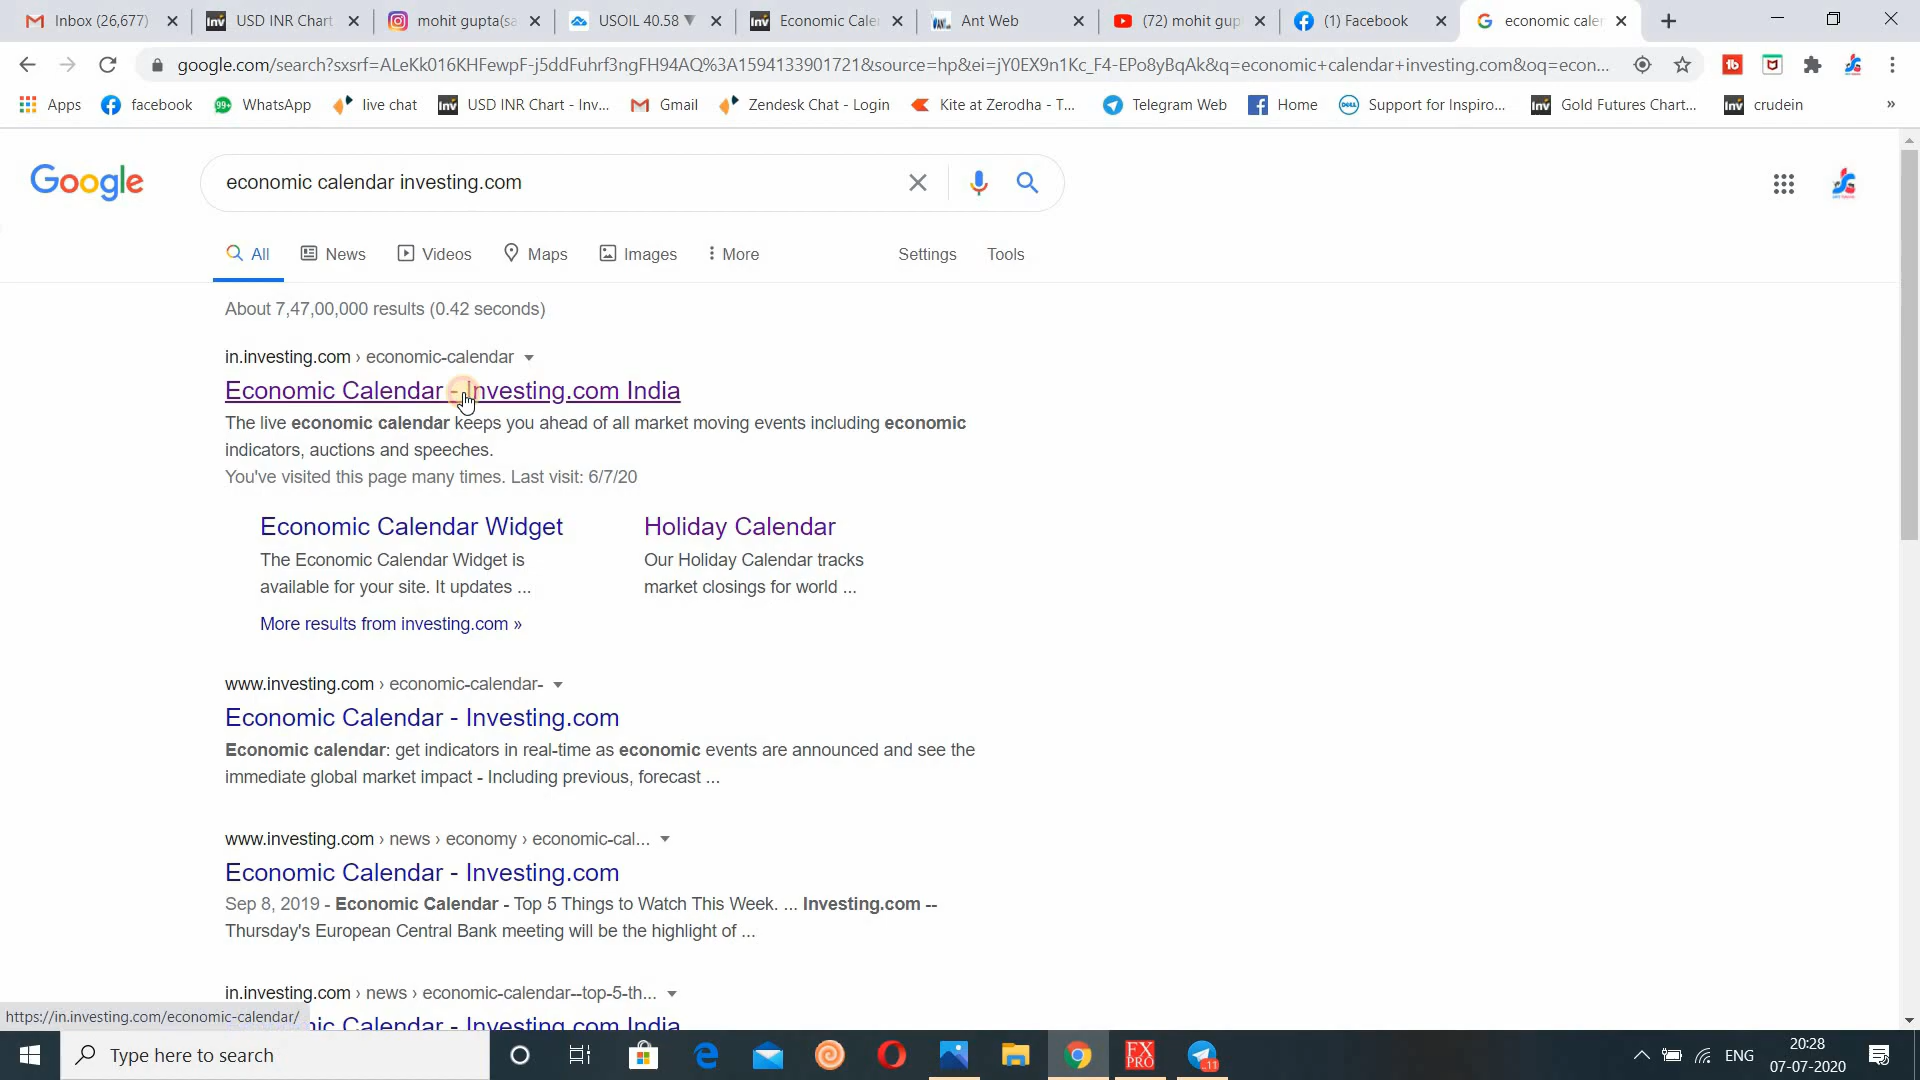 Inbox (26,677)
USD INR Chart
mohit gupta(sa
USOIL 40.58 ▼
Economic Cale
Ant Web
(72) mohit gup
(1) Facebook
economic cale
google.com/search?sxsrf=ALeKk016KHFewpF-j5ddFuhrf3ngFH94AQ%3A1594133901721&source=hp&ei=jY0EX9n1Kc_F4-EPo8yBqAk&q=economic+calendar+investing.com&oq=econ...
Apps
facebook
WhatsApp
live chat
USD INR Chart - Inv...
Gmail
Zendesk Chat - Login
Kite at Zerodha - T...
Telegram Web
Home
Support for Inspiro...
Gold Futures Chart...
crudein
»
Google
economic calendar investing.com
All
News
Videos
Maps
Images
More
Settings
Tools
About 7,47,00,000 results (0.42 seconds)
in.investing.com › economic-calendar
Economic Calendar - Investing.com India
The live economic calendar keeps you ahead of all market moving events including economic
indicators, auctions and speeches.
You've visited this page many times. Last visit: 6/7/20
Economic Calendar Widget
The Economic Calendar Widget is
available for your site. It updates ...
Holiday Calendar
Our Holiday Calendar tracks
market closings for world ...
More results from investing.com »
www.investing.com › economic-calendar-
Economic Calendar - Investing.com
Economic calendar: get indicators in real-time as economic events are announced and see the
immediate global market impact - Including previous, forecast ...
www.investing.com › news › economy › economic-cal...
Economic Calendar - Investing.com
Sep 8, 2019 - Economic Calendar - Top 5 Things to Watch This Week. ... Investing.com --
Thursday's European Central Bank meeting will be the highlight of ...
in.investing.com › news › economic-calendar--top-5-th...
https://in.investing.com/economic-calendar/
Calendar - Investing.com India
Type here to search
FX
PRO
11
ENG
20:28
07-07-2020